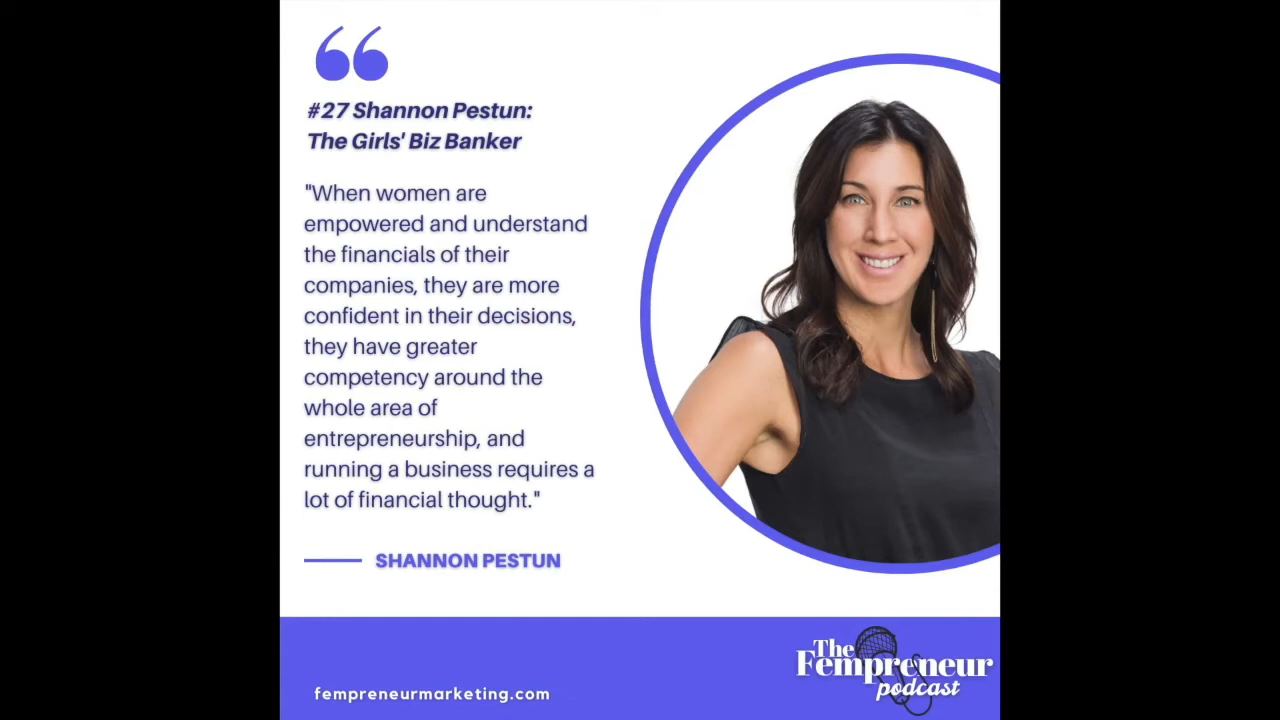 #27 Shannon Pestun:
The Girls' Biz Banker
"When women are
empowered and understand
the financials of their
companies, they are more
confident in their decisions,
they have greater
competency around the
whole area of
entrepreneurship, and
running a business requires a
lot of financial thought."
SHANNON PESTUN
fempreneurmarketing.com
The
Fempreneur
podcast